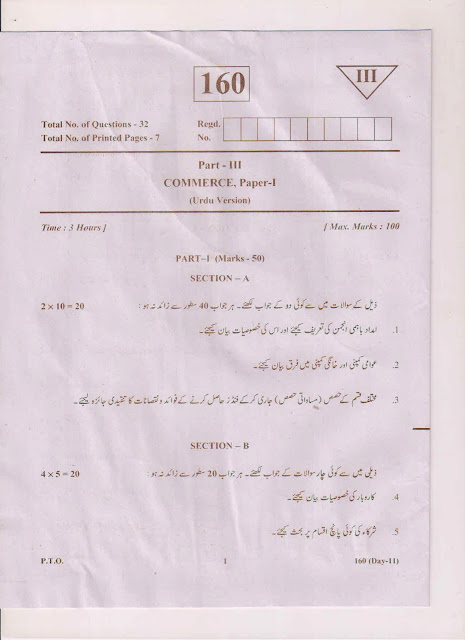 160
III
Total No. of Questions - 32
Regd.
Total No. of Printed Pages - 7
No.
Part - III
COMMERCE, Paper-I
(Urdu Version)
Time : 3 Hours ]
[ Max. Marks : 100
PART-I (Marks - 50)
SECTION - A
ذیل کے سوالات میں سے کوئی دو کے جواب لکھئے۔ ہر جواب 40 سطور سے زائد نہ ہو :
2 × 10 = 20
1. امداد باہمی انجمن کی تعریف کیجئے اور اس کی خصوصیات بیان کیجئے۔
2. عوامی کمپنی اور خانگی کمپنی میں فرق بیان کیجئے۔
3. مختلف قسم کے حصص (مساواتی حصص) جاری کر کے فنڈز حاصل کرنے کے فوائد و نقصانات کا تنقیدی جائزہ لیجئے۔
SECTION - B
ذیلی میں سے کوئی چار سوالات کے جواب لکھئے۔ ہر جواب 20 سطور سے زائد نہ ہو :
4 × 5 = 20
4. کاروبار کی خصوصیات بیان کیجئے۔
5. شرکاء کی کوئی پانچ اقسام پر بحث کیجئے۔
P.T.O.
1
160 (Day-11)